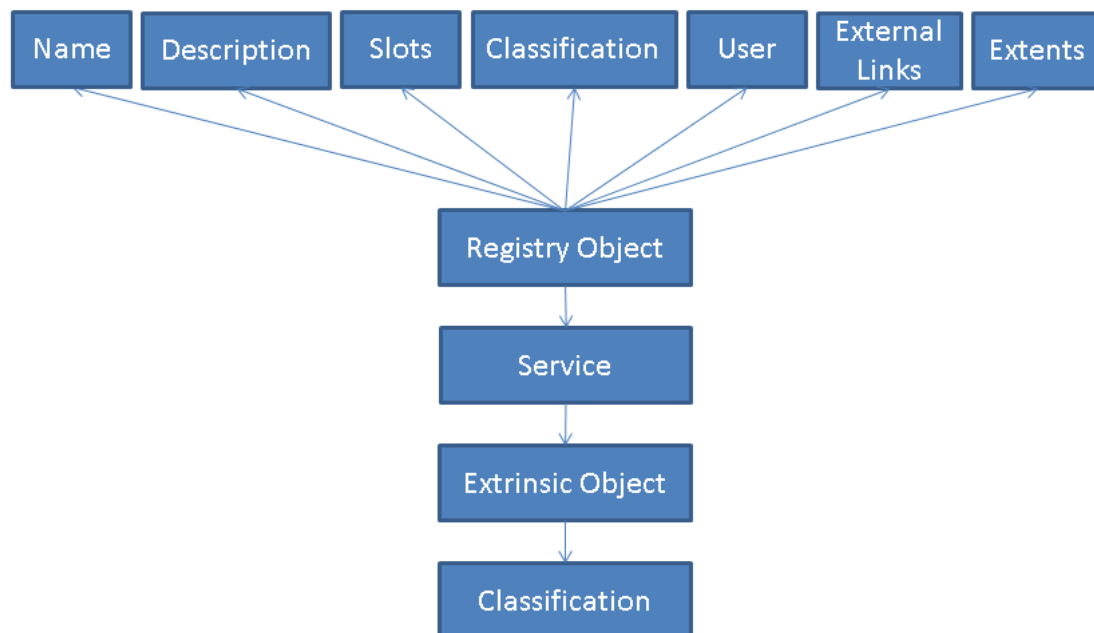 Name
Description
Slots
Classification
User
External
Links
Extents
Registry Object
Service
Extrinsic Object
Classification